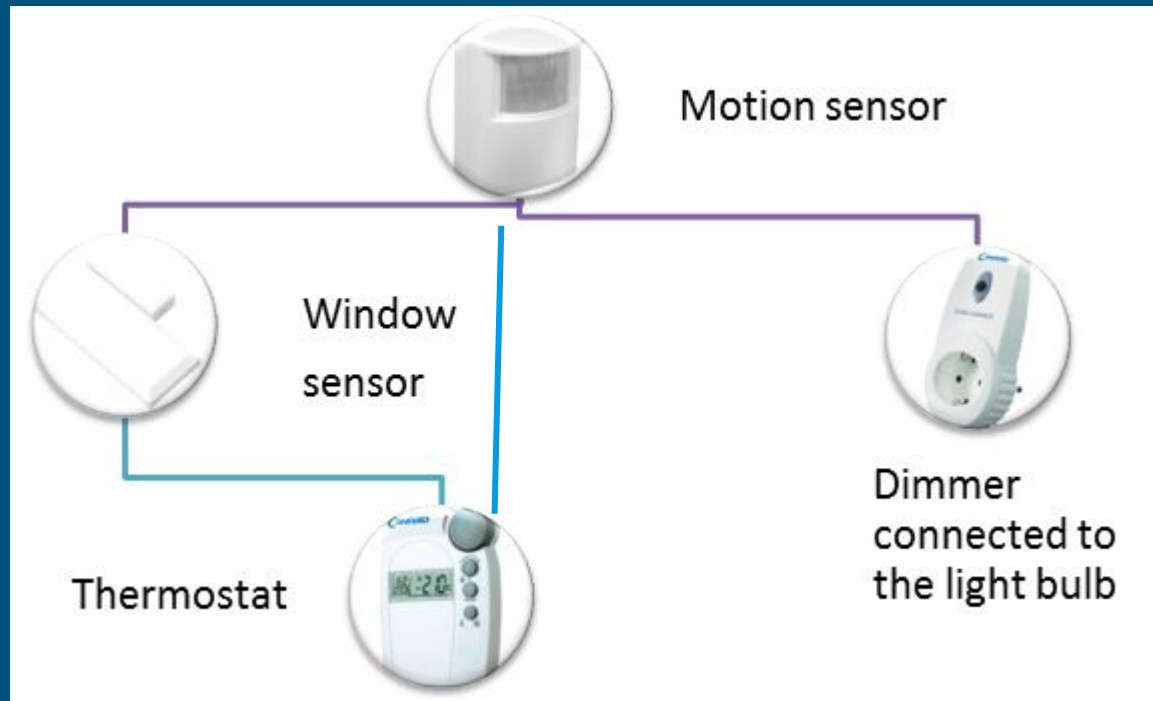 Motion sensor
Window
sensor
Dimmer
connected to
the light bulb
Thermostat